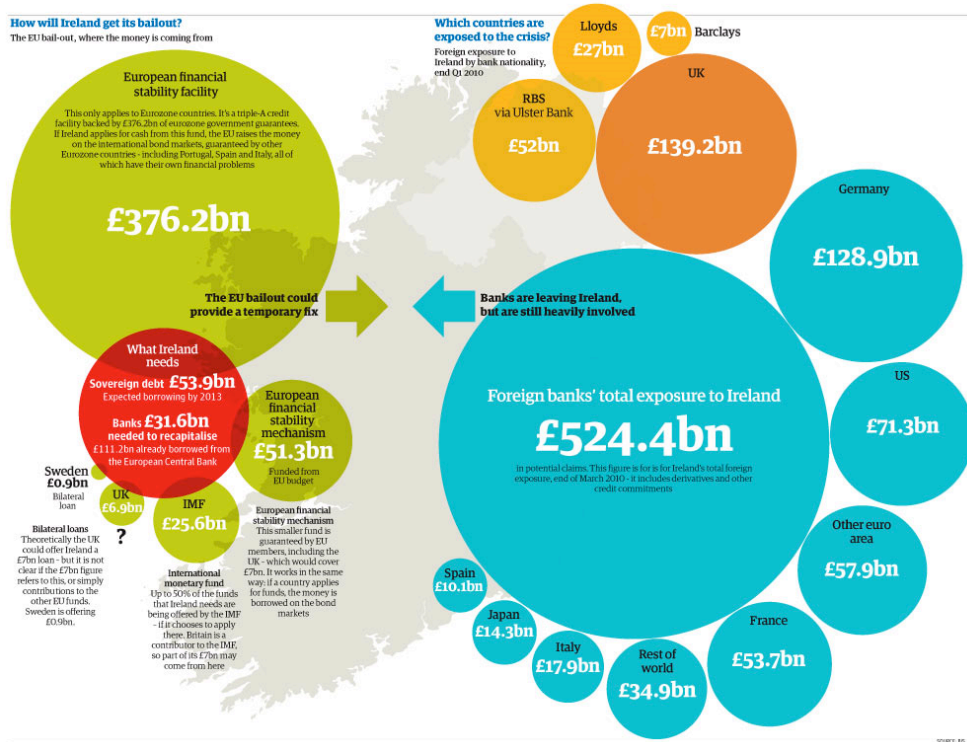 How will Ireland get its bailout?
The EU bail-out, where the money is coming from
European financial
stability facility
This only applies to Eurozone countries. It's a triple-A credit
facility backed by £376.2bn of eurozone government guarantees.
If Ireland applies for cash from this fund, the EU raises the money
on the international bond markets, guaranteed by other
Eurozone countries - including Portugal, Spain and Italy, all of
which have their own financial problems
£376.2bn
The EU bailout could
provide a temporary fix
What Ireland
needs
Sovereign debt £53.9bn
Expected borrowing by 2013
Banks £31.6bn
needed to recapitalise
£111.2bn already borrowed from
the European Central Bank
European
financial
stability
mechanism
£51.3bn
Funded from
EU budget
Sweden
£0.9bn
Bilateral
loan
UK
£6.9bn
?
IMF
£25.6bn
Bilateral loans
Theoretically the UK
could offer Ireland a
£7bn loan - but it is not
clear if the £7bn figure
refers to this, or simply
contributions to the
other EU funds.
Sweden is offering
£0.9bn.
International
monetary fund
Up to 50% of the funds
that Ireland needs are
being offered by the IMF
- if it chooses to apply
there. Britain is a
contributor to the IMF,
so part of its £7bn may
come from here
European financial
stability mechanism
This smaller fund is
guaranteed by EU
members, including the
UK - which would cover
£7bn. It works in the same
way: if a country applies
for funds, the money is
borrowed on the bond
markets
Which countries are
exposed to the crisis?
Foreign exposure to
Ireland by bank nationality,
end Q1 2010
Lloyds
£27bn
£7bn Barclays
RBS
via Ulster Bank
£52bn
UK
£139.2bn
Germany
£128.9bn
Banks are leaving Ireland,
but are still heavily involved
US
£71.3bn
Foreign banks' total exposure to Ireland
£524.4bn
in potential claims. This figure is for is for Ireland's total foreign
exposure, end of March 2010 - it includes derivatives and other
credit commitments
Other euro
area
£57.9bn
France
£53.7bn
Rest of
world
£34.9bn
Italy
£17.9bn
Japan
£14.3bn
Spain
£10.1bn
SOURCE: BIS